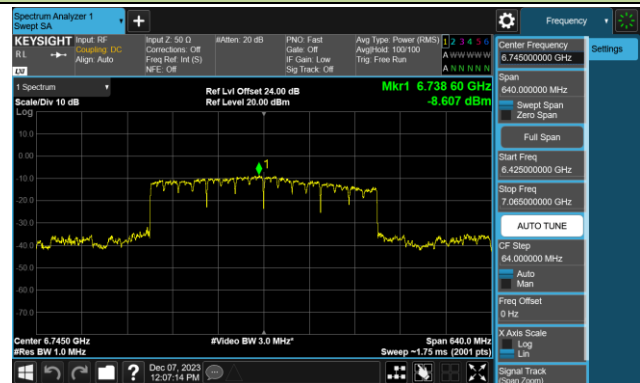 Spectrum Analyzer 1
Swept SA
+
Frequency
KEYSIGHT
RL
LXI
Input: RF
Coupling: DC
Align: Auto
Input Z: 50 Ω
Corrections: Off
Freq Ref: Int (S)
NFE: Off
#Atten: 20 dB
PNO: Fast
Gate: Off
IF Gain: Low
Sig Track: Off
Avg Type: Power (RMS)
Avg|Hold: 100/100
Trig: Free Run
1 2 3 4 5 6
A W W W W W
A N N N N N
Settings
Center Frequency
6.745000000 GHz
Span
640.000000 MHz
Swept Span
Zero Span
Full Span
Start Freq
6.425000000 GHz
Stop Freq
7.065000000 GHz
AUTO TUNE
CF Step
64.000000 MHz
Auto
Man
Freq Offset
0 Hz
X Axis Scale
Log
Lin
Signal Track
(Span Zoom)
1 Spectrum
Scale/Div 10 dB
Log
Ref Lvl Offset 24.00 dB
Ref Level 20.00 dBm
Mkr1 6.738 60 GHz
-8.607 dBm
10.0
0.00
-10.0
-20.0
-30.0
-40.0
-50.0
-60.0
-70.0
1
Center 6.7450 GHz
#Res BW 1.0 MHz
#Video BW 3.0 MHz*
Span 640.0 MHz
Sweep ~1.75 ms (2001 pts)
?
Dec 07, 2023
12:07:14 PM